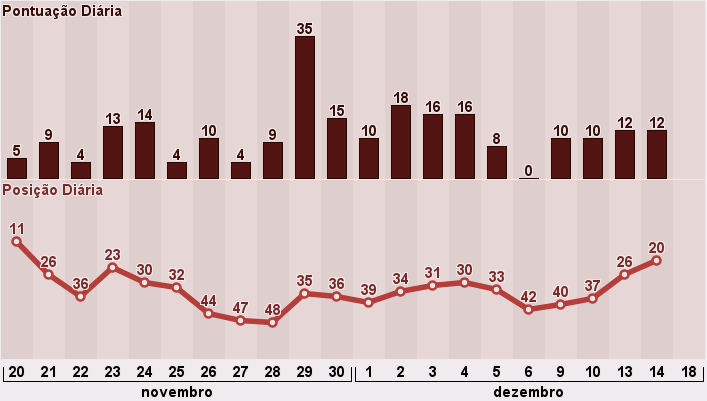 Pontuação Diária
5 9 4 13 14 4 10 4 9 35 15 10 18 16 16 8 0 10 10 12 12
Posição Diária
11 26 36 23 30 32 44 47 48 35 36 39 34 31 30 33 42 40 37 26 20
20 21 22 23 24 25 26 27 28 29 30 1 2 3 4 5 6 9 10 13 14 18
novembro dezembro